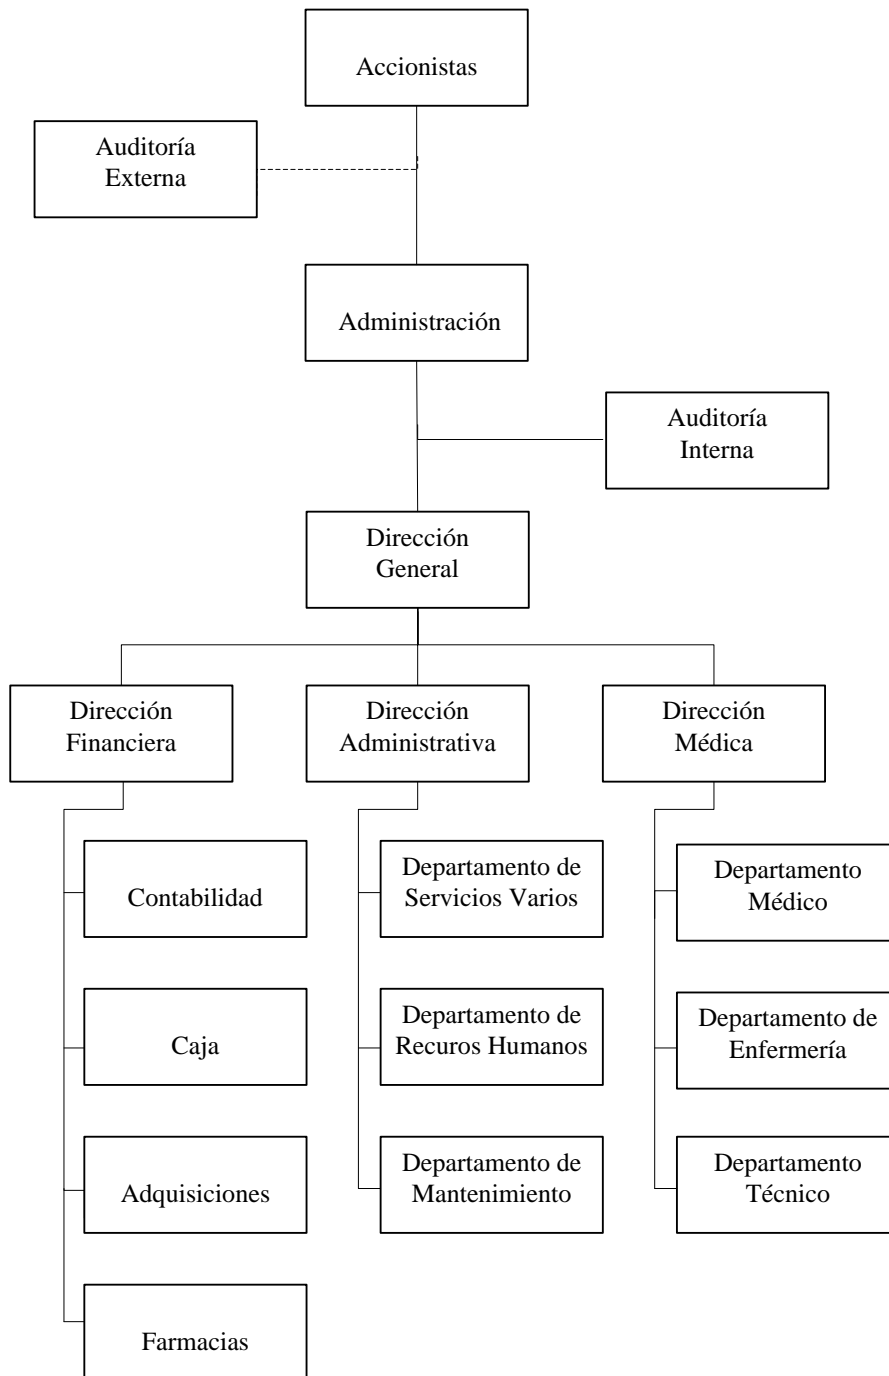 Accionistas
Auditoría
Externa
Administración
Auditoría
Interna
Dirección
General
Dirección
Financiera
Dirección
Administrativa
Dirección
Médica
Contabilidad
Departamento de
Servicios Varios
Departamento
Médico
Caja
Departamento de
Recuros Humanos
Departamento de
Enfermería
Adquisiciones
Departamento de
Mantenimiento
Departamento
Técnico
Farmacias